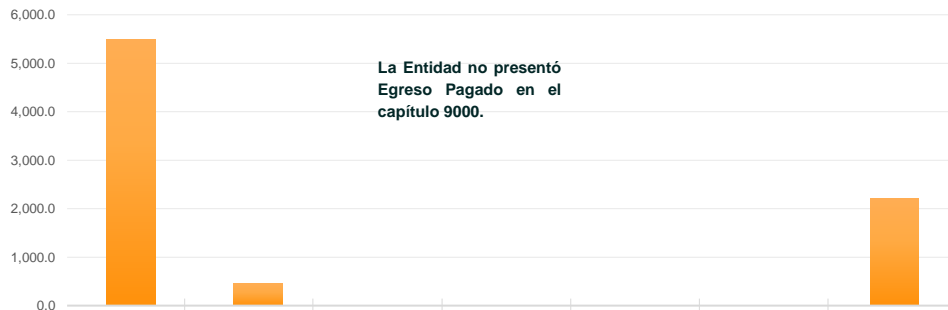 6,000.0
5,000.0
4,000.0
3,000.0
2,000.0
1,000.0
0.0
La Entidad no presentó
Egreso Pagado en el
capítulo 9000.